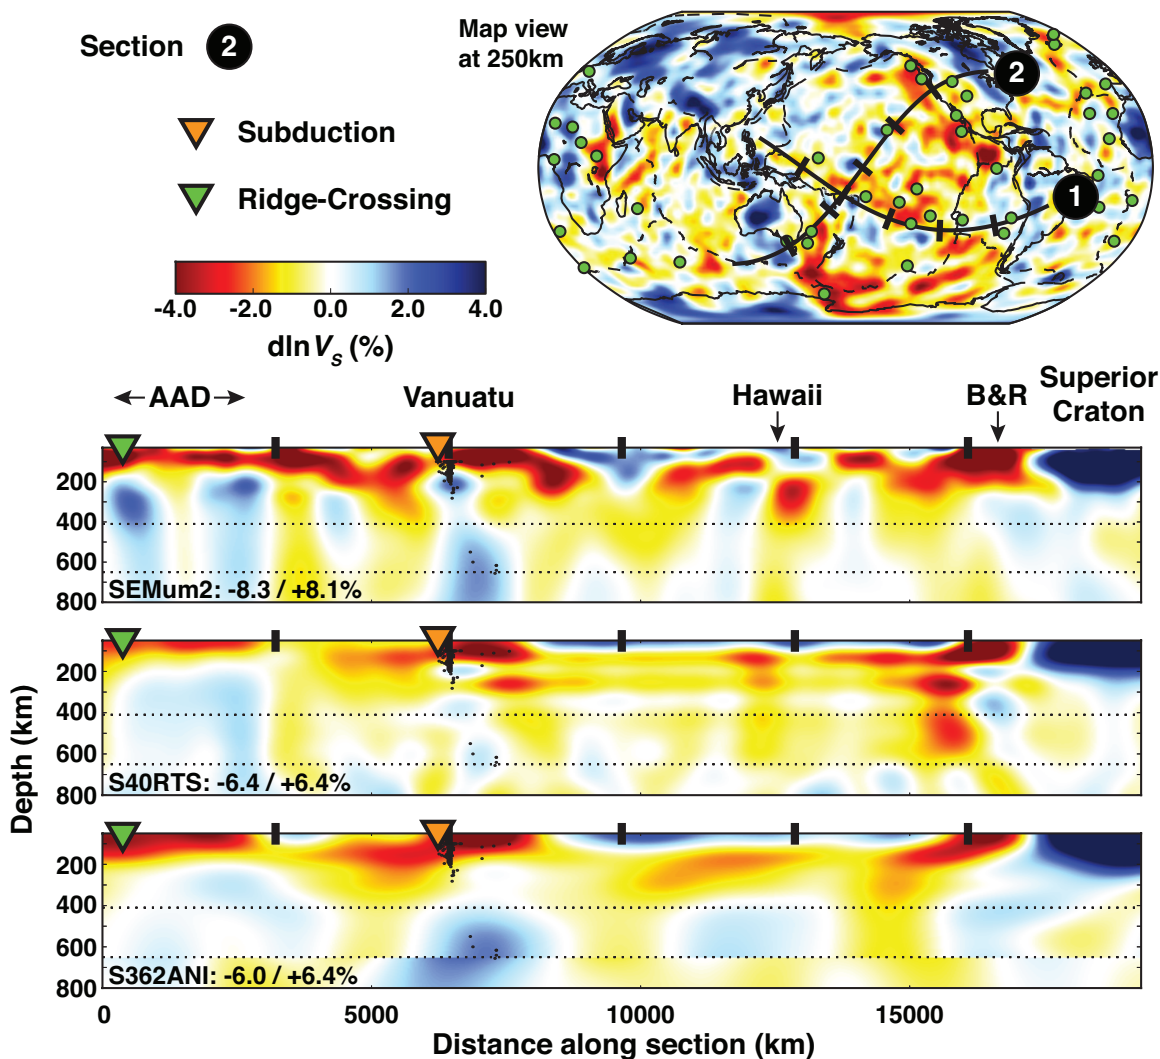 Section 2
Subduction
Ridge-Crossing
-4.0 -2.0 0.0 2.0 4.0
dln Vs (%)
Map view
at 250km
2
1
← AAD →
Vanuatu
Hawaii
B&R
Superior
Craton
200
400
600
800
SEMum2: -8.3 / +8.1%
Depth (km)
200
400
600
800
S40RTS: -6.4 / +6.4%
200
400
600
800
S362ANI: -6.0 / +6.4%
0 5000 10000 15000
Distance along section (km)